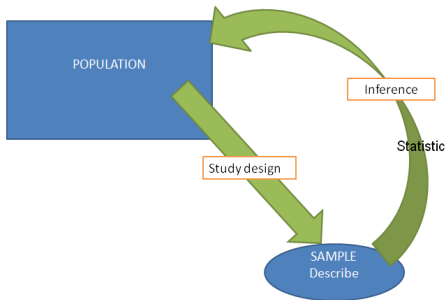 POPULATION
Inference
Statistic
Study design
SAMPLE
Describe